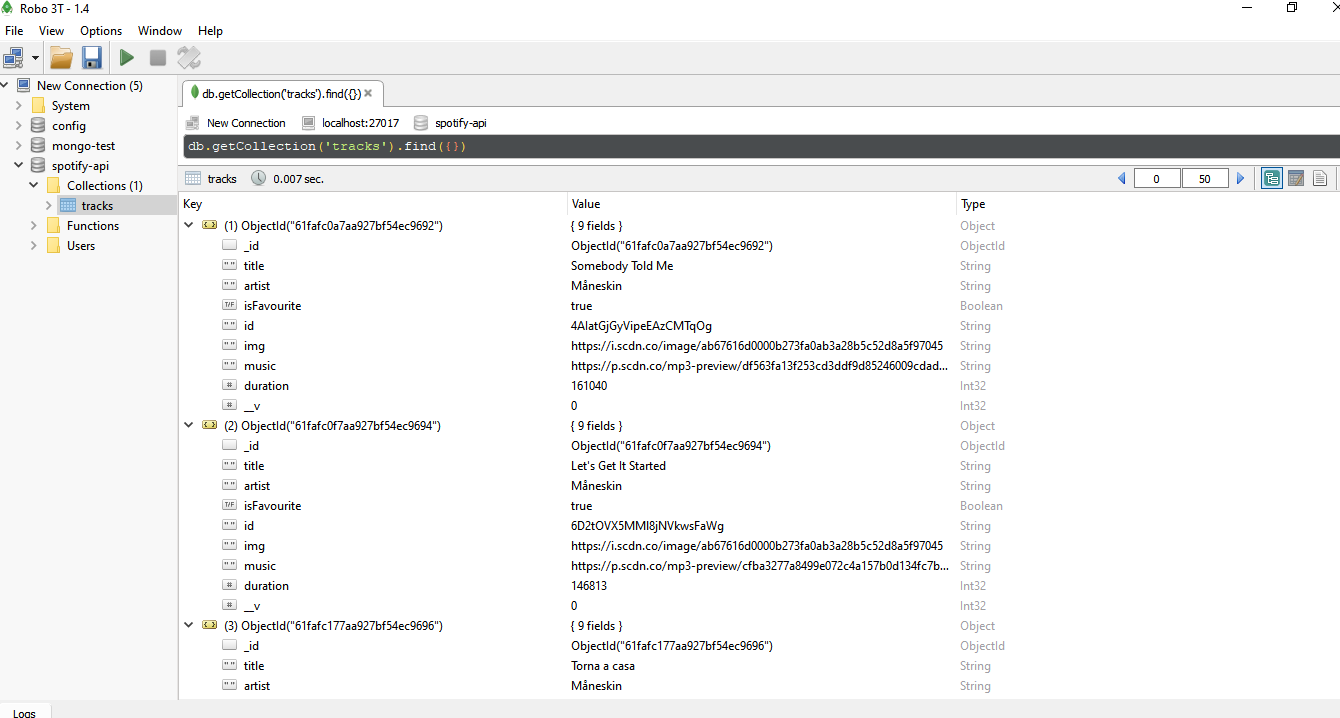 Robo 3T - 1.4
File View Options Window Help
New Connection (5)
System
config
mongo-test
spotify-api
Collections (1)
tracks
Functions
Users
db.getCollection('tracks').find({})
New Connection localhost:27017 spotify-api
db.getCollection('tracks').find({})
tracks 0.007 sec. 0 50
Key Value Type
(1) ObjectId("61fafc0a7aa927bf54ec9692") { 9 fields } Object
_id ObjectId("61fafc0a7aa927bf54ec9692") ObjectId
" " title Somebody Told Me String
" " artist Måneskin String
T/F isFavourite true Boolean
" " id 4AIatGjGyVipeEAzCMTqOg String
" " img https://i.scdn.co/image/ab67616d0000b273fa0ab3a28b5c52d8a5f97045 String
" " music https://p.scdn.co/mp3-preview/df563fa13f253cd3ddf9d85246009cdad... String
# duration 161040 Int32
# __v 0 Int32
(2) ObjectId("61fafc0f7aa927bf54ec9694") { 9 fields } Object
_id ObjectId("61fafc0f7aa927bf54ec9694") ObjectId
" " title Let's Get It Started String
" " artist Måneskin String
T/F isFavourite true Boolean
" " id 6D2tOVX5MMI8jNVkwsFaWg String
" " img https://i.scdn.co/image/ab67616d0000b273fa0ab3a28b5c52d8a5f97045 String
" " music https://p.scdn.co/mp3-preview/cfba3277a8499e072c4a157b0d134fc7b... String
# duration 146813 Int32
# __v 0 Int32
(3) ObjectId("61fafc177aa927bf54ec9696") { 9 fields } Object
_id ObjectId("61fafc177aa927bf54ec9696") ObjectId
" " title Torna a casa String
" " artist Måneskin String
Logs